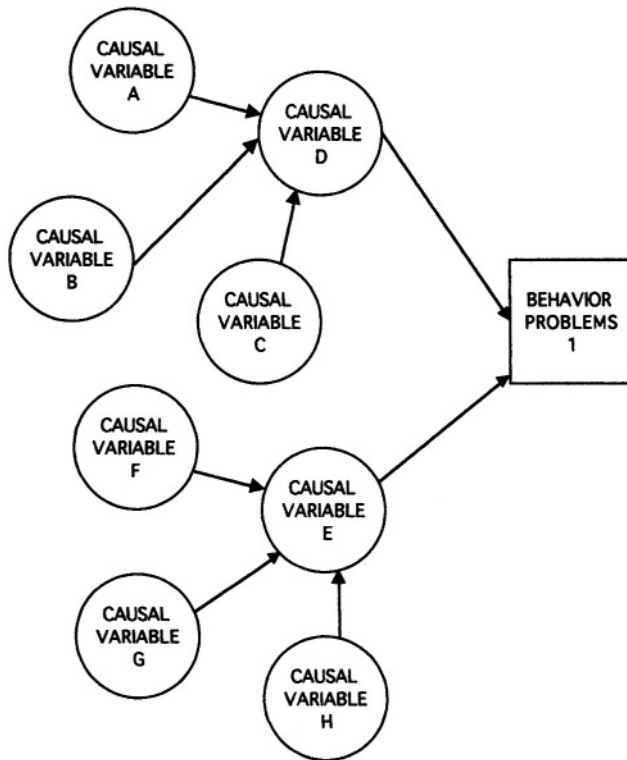 CAUSAL
VARIABLE
A
CAUSAL
VARIABLE
D
CAUSAL
VARIABLE
B
CAUSAL
VARIABLE
C
BEHAVIOR
PROBLEMS
1
CAUSAL
VARIABLE
F
CAUSAL
VARIABLE
E
CAUSAL
VARIABLE
G
CAUSAL
VARIABLE
H